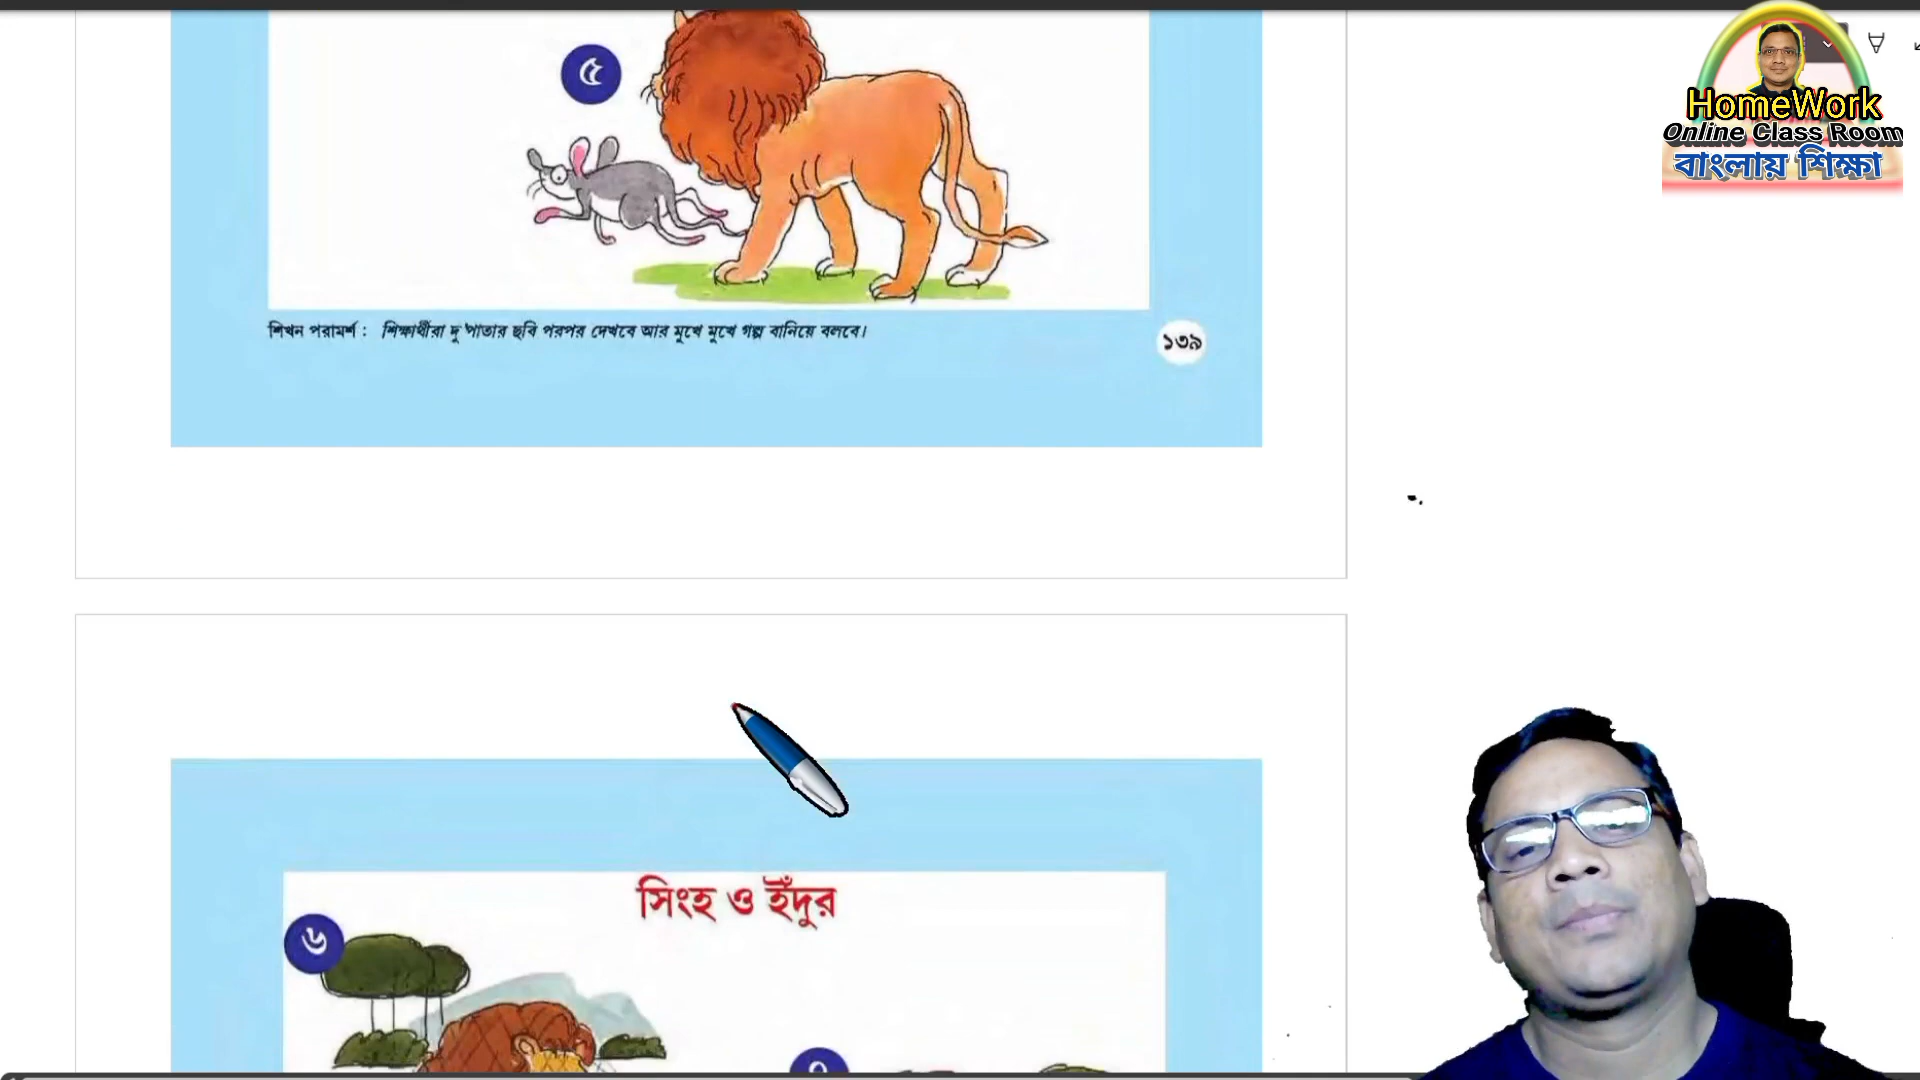 ৫
HomeWork
Online Class Room
বাংলায় শিক্ষা
শিখন পরামর্শ : শিক্ষার্থীরা দু পাতার ছবি পরপর দেখবে আর মুখে মুখে গল্প বানিয়ে বলবে।
১৩৯
সিংহ ও ইঁদুর
৬